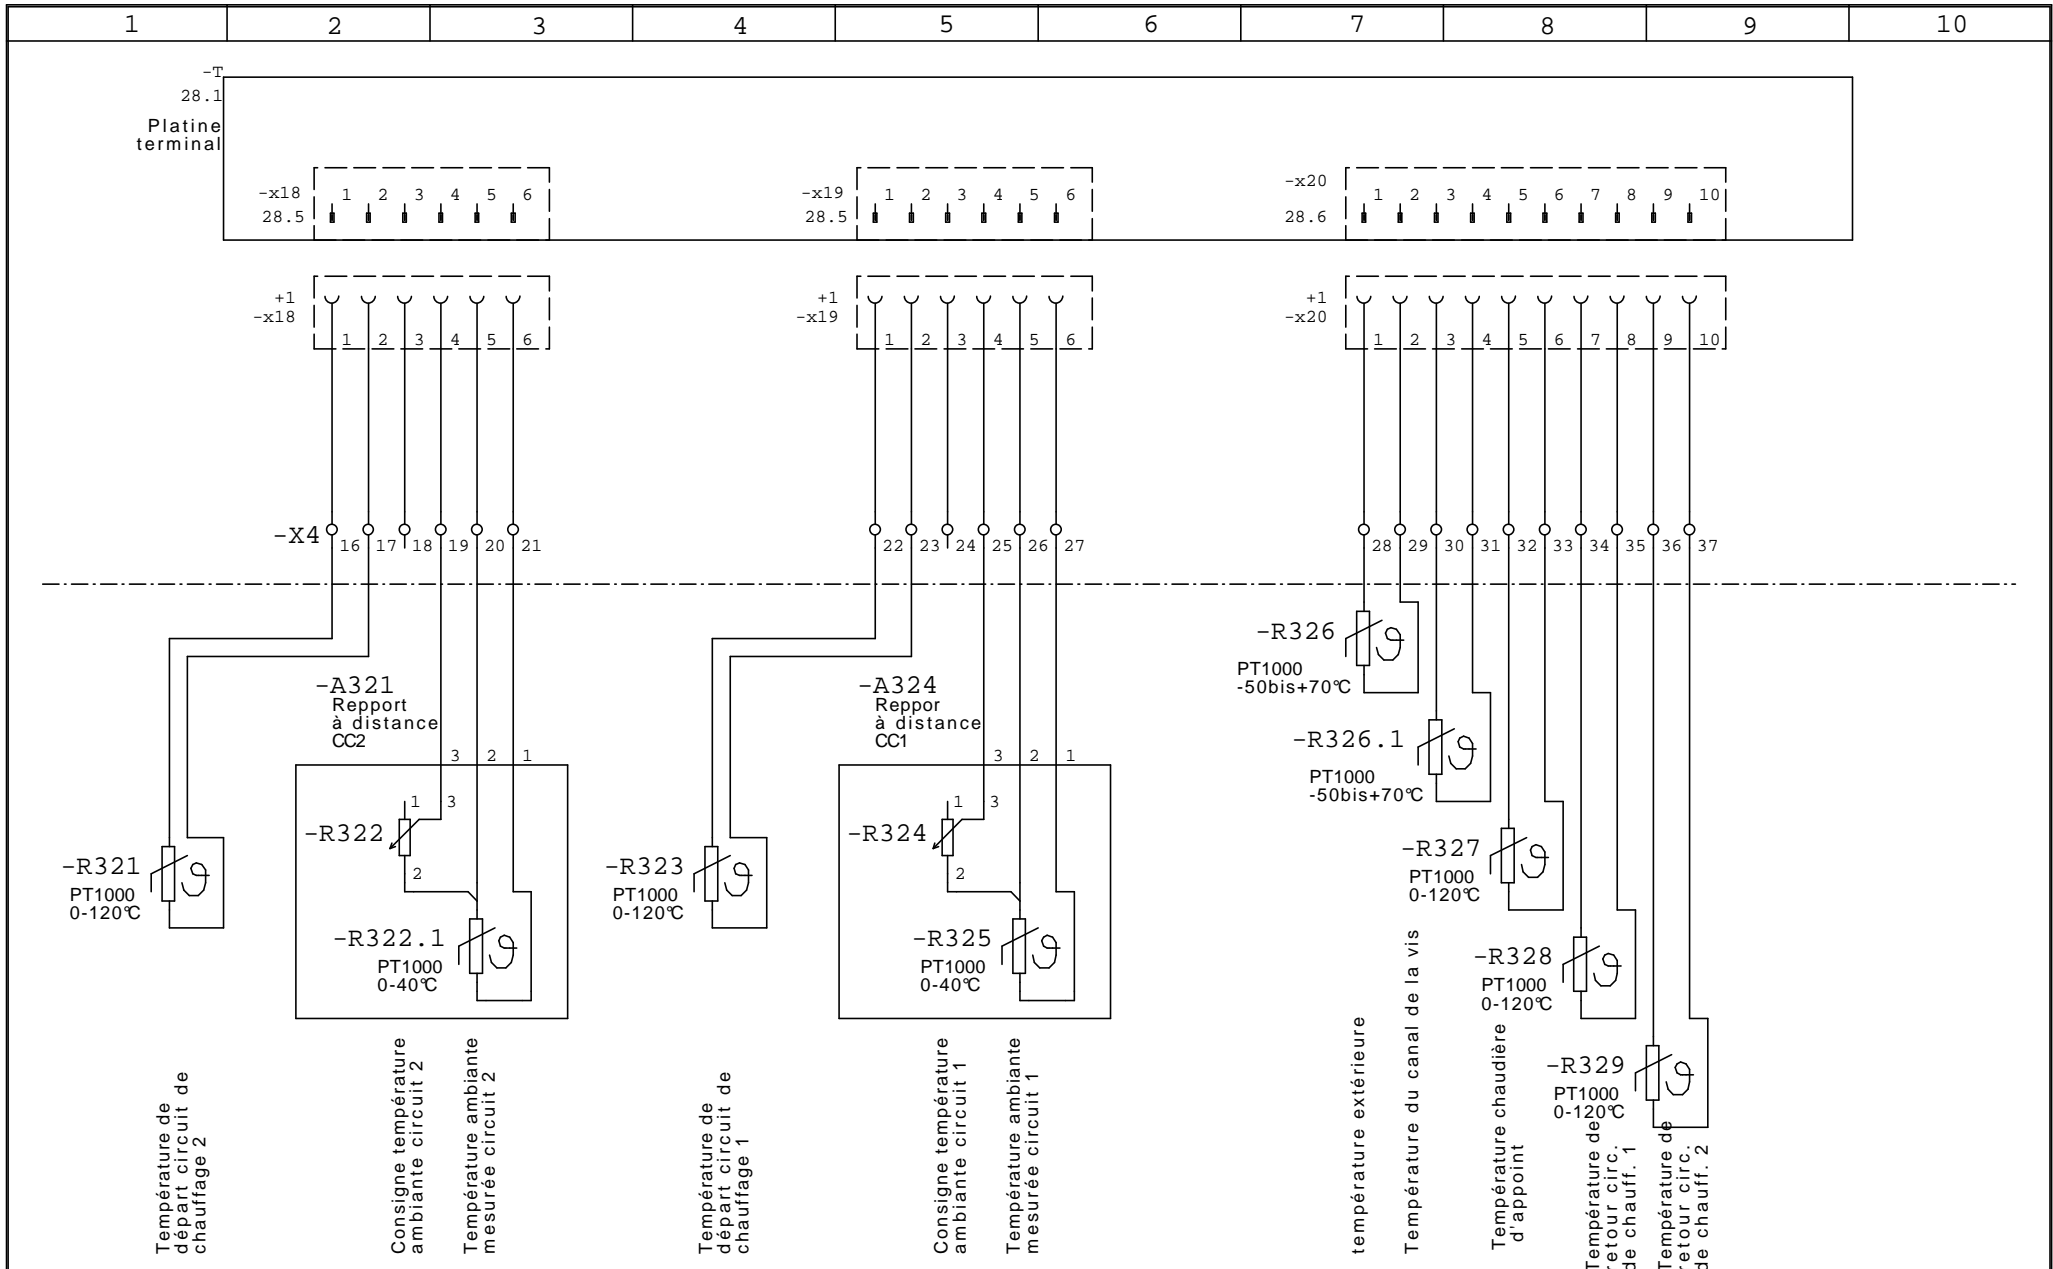 1 2 3 4 5 6 7 8 9 10
-T
28.1
Platine
terminal
-x18 1 2 3 4 5 6
28.5
-x19 1 2 3 4 5 6
28.5
-x20 1 2 3 4 5 6 7 8 9 10
28.6
+1
-x18
1 2 3 4 5 6
+1
-x19
1 2 3 4 5 6
+1
-x20
1 2 3 4 5 6 7 8 9 10
-X4 16 17 18 19 20 21
22 23 24 25 26 27
28 29 30 31 32 33 34 35 36 37
-A321
Repport
à distance
CC2
3 2 1
1 3
-R322
2
-R321
PT1000
0-120°C
-R322.1
PT1000
0-40°C
-A324
Reppor
à distance
CC1
3 2 1
1 3
-R324
2
-R323
PT1000
0-120°C
-R325
PT1000
0-40°C
-R326
PT1000
-50bis+70°C
-R326.1
PT1000
-50bis+70°C
-R327
PT1000
0-120°C
-R328
PT1000
0-120°C
-R329
PT1000
0-120°C
Température de
départ circuit de
chauffage 2
Consigne température
ambiante circuit 2
Température ambiante
mesurée circuit 2
Température de
départ circuit de
chauffage 1
Consigne température
ambiante circuit 1
Température ambiante
mesurée circuit 1
température extérieure
Température du canal de la vis
Température chaudière
d'appoint
Température de
retour circ.
de chauff. 1
Température de
retour circ.
de chauff. 2